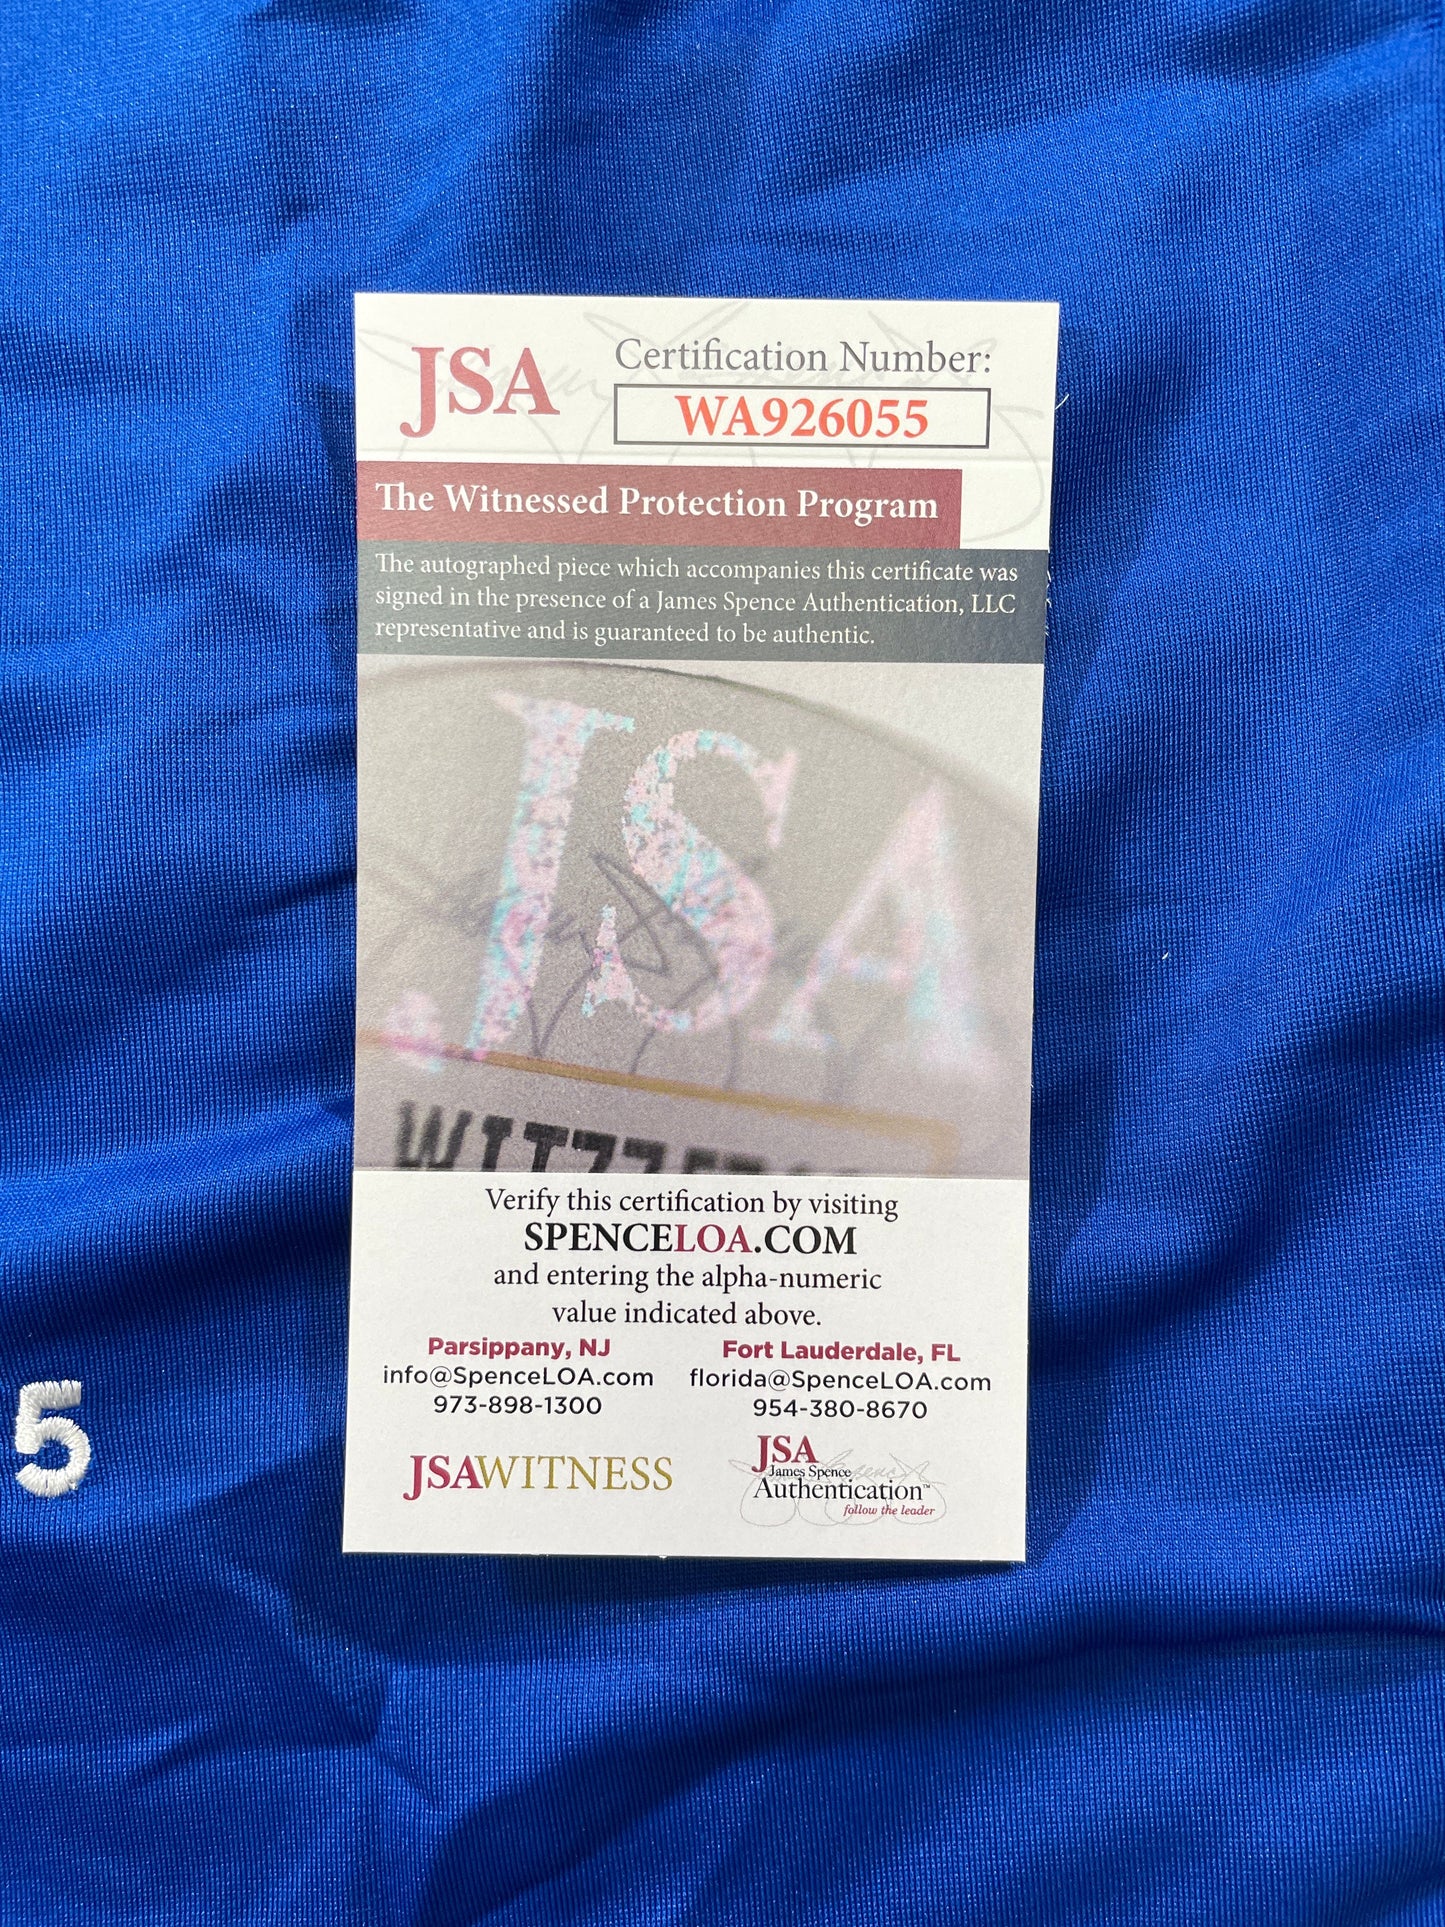 JSA
Certification Number:
WA926055
The Witnessed Protection Program
The autographed piece which accompanies this certificate was
signed in the presence of a James Spence Authentication, LLC
representative and is guaranteed to be authentic.
JSA
Verify this certification by visiting
SPENCELOA.COM
and entering the alpha-numeric
value indicated above.
Parsippany, NJ
info@SpenceLOA.com
973-898-1300
Fort Lauderdale, FL
florida@SpenceLOA.com
954-380-8670
5
JSAWITNESS
JSA
James Spence
Authentication™
follow the leader